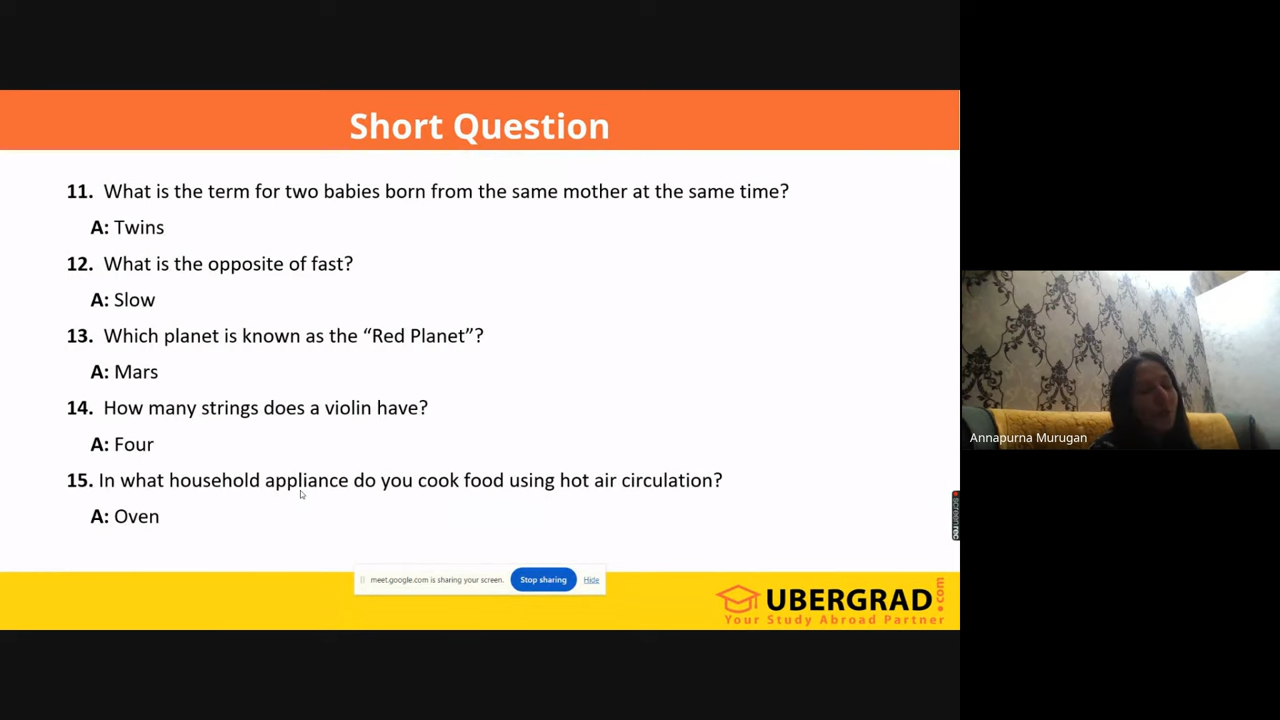 Short Question
11. What is the term for two babies born from the same mother at the same time?
A: Twins
12. What is the opposite of fast?
A: Slow
13. Which planet is known as the “Red Planet”?
A: Mars
14. How many strings does a violin have?
A: Four
15. In what household appliance do you cook food using hot air circulation?
A: Oven
meet.google.com is sharing your screen. Stop sharing Hide
UBERGRAD.com
Your Study Abroad Partner
Annapurna Murugan
screenrec